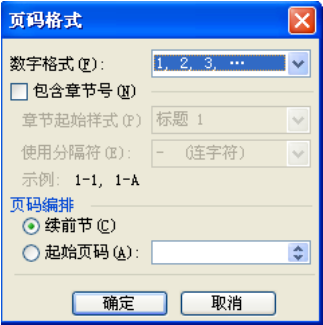 页码格式
数字格式(F): 1, 2, 3, …
包含章节号(N)
章节起始样式(P) 标题 1
使用分隔符(E): - (连字符)
示例: 1-1, 1-A
页码编排
续前节(C)
起始页码(A):
确定 取消